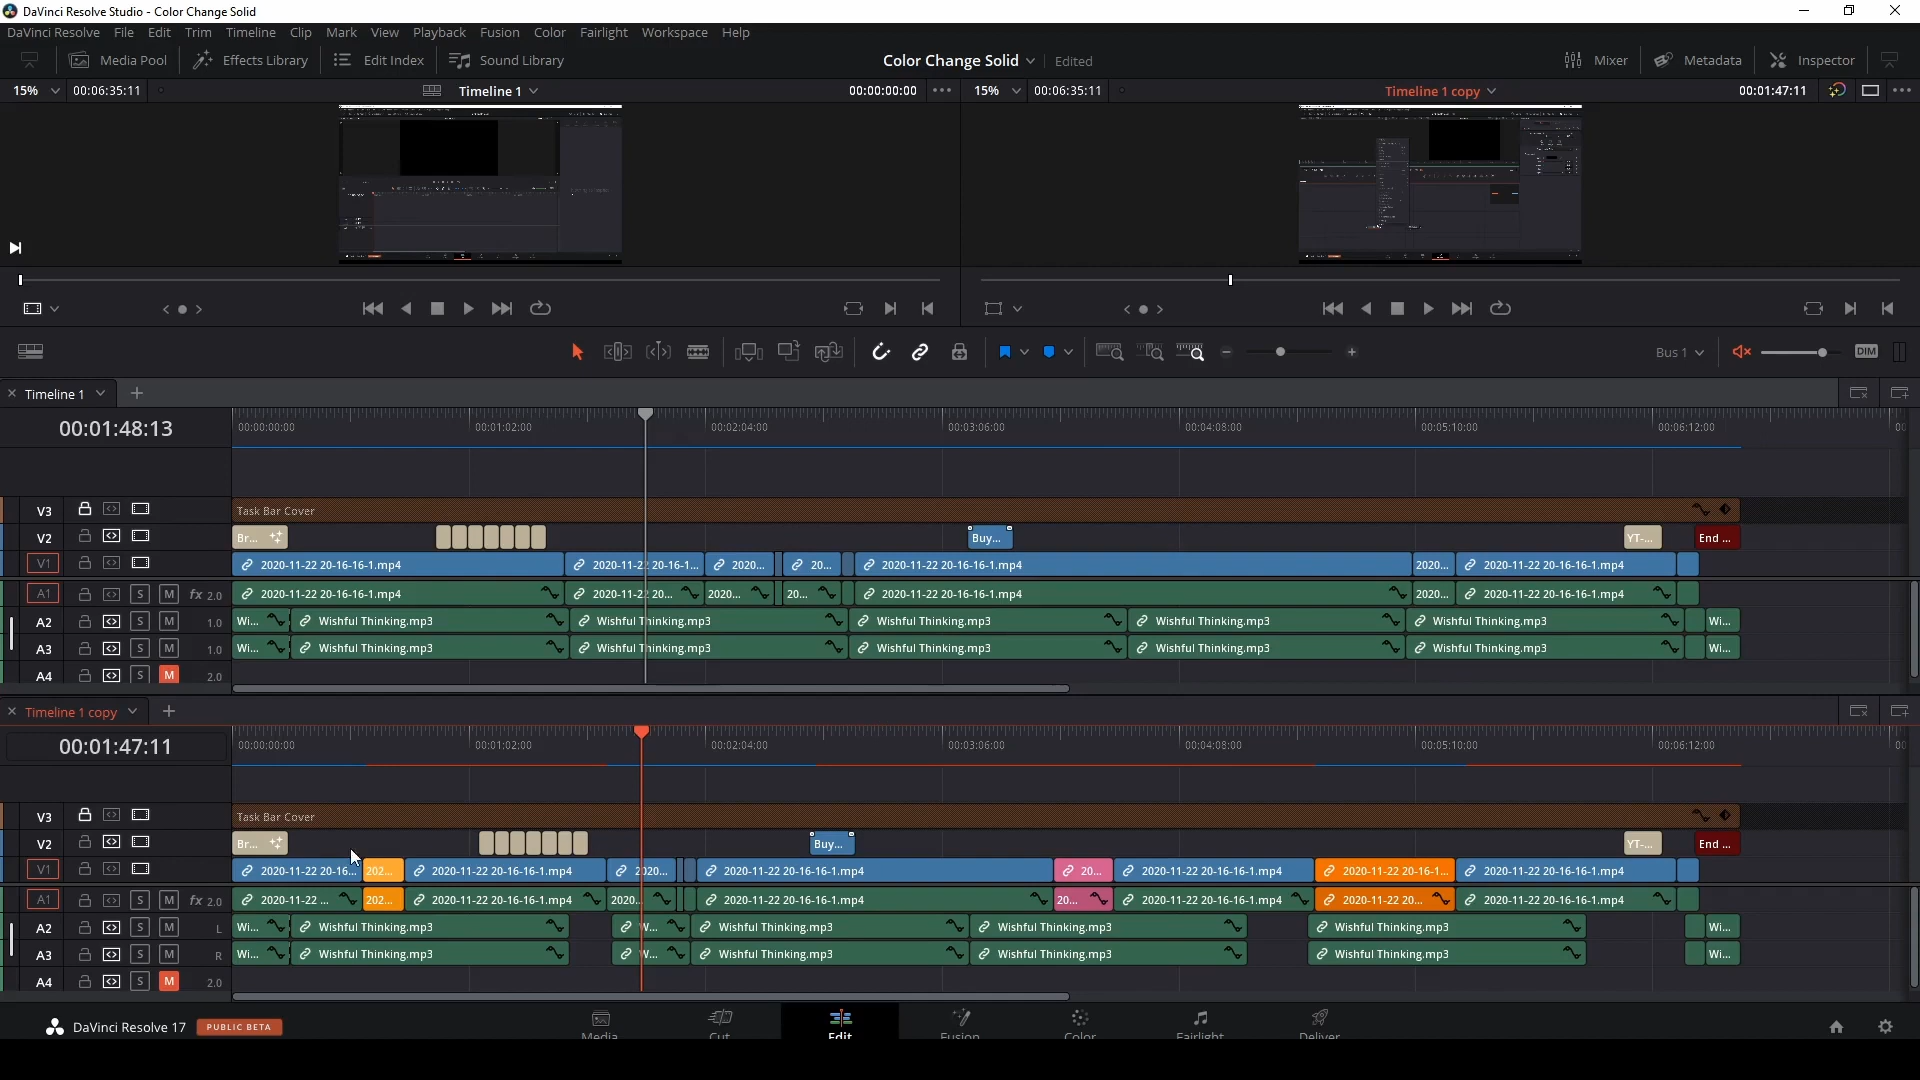 DaVinci Resolve Studio - Color Change Solid
DaVinci Resolve File Edit Trim Timeline Clip Mark View Playback Fusion Color Fairlight Workspace Help
Media Pool Effects Library Edit Index Sound Library Color Change Solid Edited Mixer Metadata Inspector
15% 00:06:35:11 Timeline 1 00:00:00:00 15% 00:06:35:11 Timeline 1 copy 00:01:47:11
Bus 1 DIM
Timeline 1
00:01:48:13 00:00:00:00 00:01:02:00 00:02:04:00 00:03:06:00 00:04:08:00 00:05:10:00 00:06:12:00
V3 Task Bar Cover
V2 Br... Buy... YT-... End ...
V1 2020-11-22 20-16-16-1.mp4 2020-11-22 20-16-1... 2020... 20... 2020-11-22 20-16-16-1.mp4 2020... 2020-11-22 20-16-16-1.mp4
A1 S M fx 2.0 2020-11-22 20-16-16-1.mp4 2020-11-22 20... 2020... 20... 2020-11-22 20-16-16-1.mp4 2020... 2020-11-22 20-16-16-1.mp4
A2 S M 1.0 Wi... Wishful Thinking.mp3 Wishful Thinking.mp3 Wishful Thinking.mp3 Wishful Thinking.mp3 Wishful Thinking.mp3 Wi...
A3 S M 1.0 Wi... Wishful Thinking.mp3 Wishful Thinking.mp3 Wishful Thinking.mp3 Wishful Thinking.mp3 Wishful Thinking.mp3 Wi...
A4 S M 2.0
Timeline 1 copy
00:01:47:11 00:00:00:00 00:01:02:00 00:02:04:00 00:03:06:00 00:04:08:00 00:05:10:00 00:06:12:00
V3 Task Bar Cover
V2 Br... Buy... YT-... End ...
V1 2020-11-22 20-16... 202... 2020-11-22 20-16-16-1.mp4 2020... 2020-11-22 20-16-16-1.mp4 20... 2020-11-22 20-16-16-1.mp4 2020-11-22 20-16-1... 2020-11-22 20-16-16-1.mp4
A1 S M fx 2.0 2020-11-22 ... 202... 2020-11-22 20-16-16-1.mp4 2020... 2020-11-22 20-16-16-1.mp4 20... 2020-11-22 20-16-16-1.mp4 2020-11-22 20... 2020-11-22 20-16-16-1.mp4
A2 S M L Wi... Wishful Thinking.mp3 W... Wishful Thinking.mp3 Wishful Thinking.mp3 Wishful Thinking.mp3 Wi...
A3 S M R Wi... Wishful Thinking.mp3 W... Wishful Thinking.mp3 Wishful Thinking.mp3 Wishful Thinking.mp3 Wi...
A4 S M 2.0
DaVinci Resolve 17 PUBLIC BETA Media Cut Edit Fusion Color Fairlight Deliver